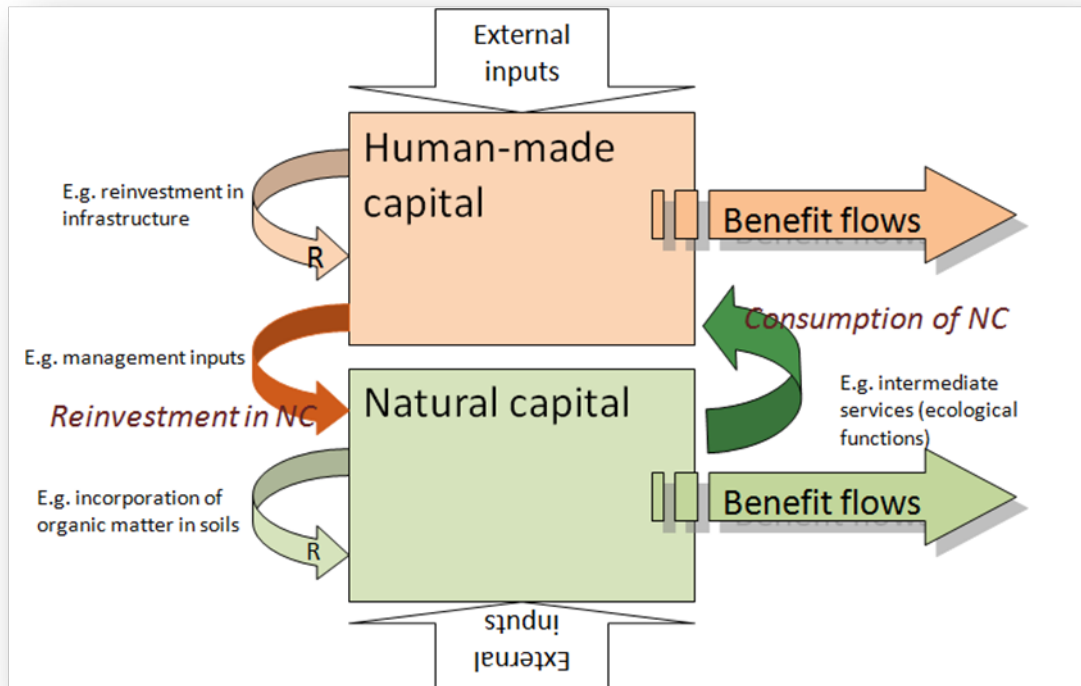 External
inputs
Human-made
capital
E.g. reinvestment in
infrastructure
R
Benefit flows
Consumption of NC
E.g. management inputs
Reinvestment in NC
Natural capital
E.g. intermediate
services (ecological
functions)
E.g. incorporation of
organic matter in soils
R
Benefit flows
External
inputs